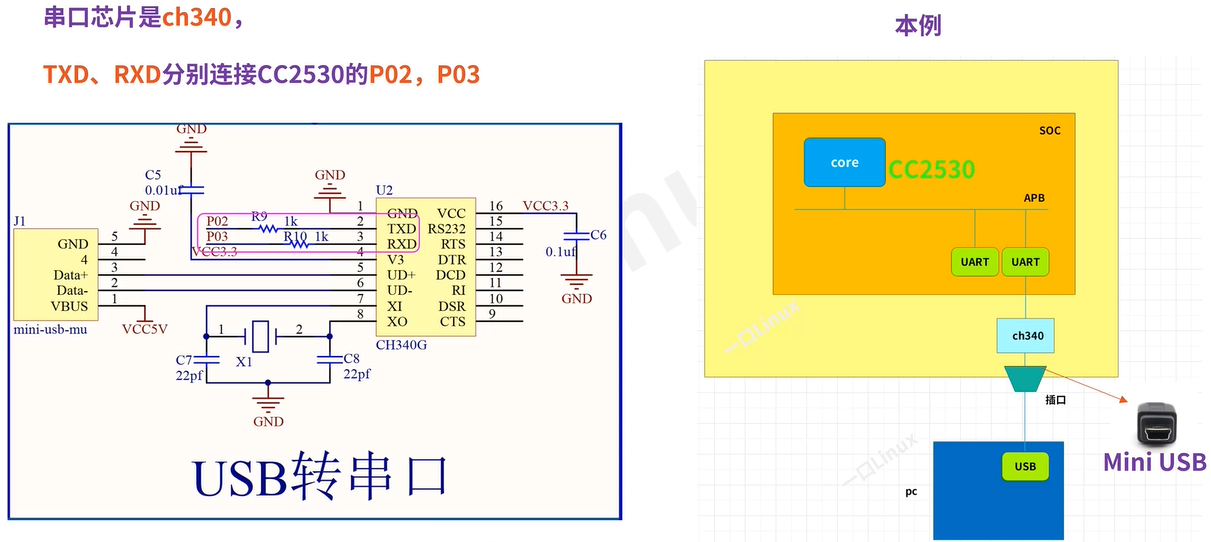 串口芯片是ch340，
TXD、RXD分别连接CC2530的P02，P03
GND
C5
0.01uf
GND
J1
GND 5
4 4
Data+ 3
Data- 2
VBUS 1
mini-usb-mu
VCC5V
GND
U2
P02 R9 1k
P03 R10 1k
VCC3.3
1 GND VCC 16
2 TXD RS232 15
3 RXD RTS 14
4 V3 DTR 13
5 UD+ DCD 12
6 UD- RI 11
7 XI DSR 10
8 XO CTS 9
CH340G
VCC3.3
C6
0.1uf
GND
1 X1 2
C7
22pf
C8
22pf
GND
USB转串口
本例
SOC
core
CC2530
APB
UART UART
ch340
插口
Mini USB
USB
pc
一口Linux
一口Linux